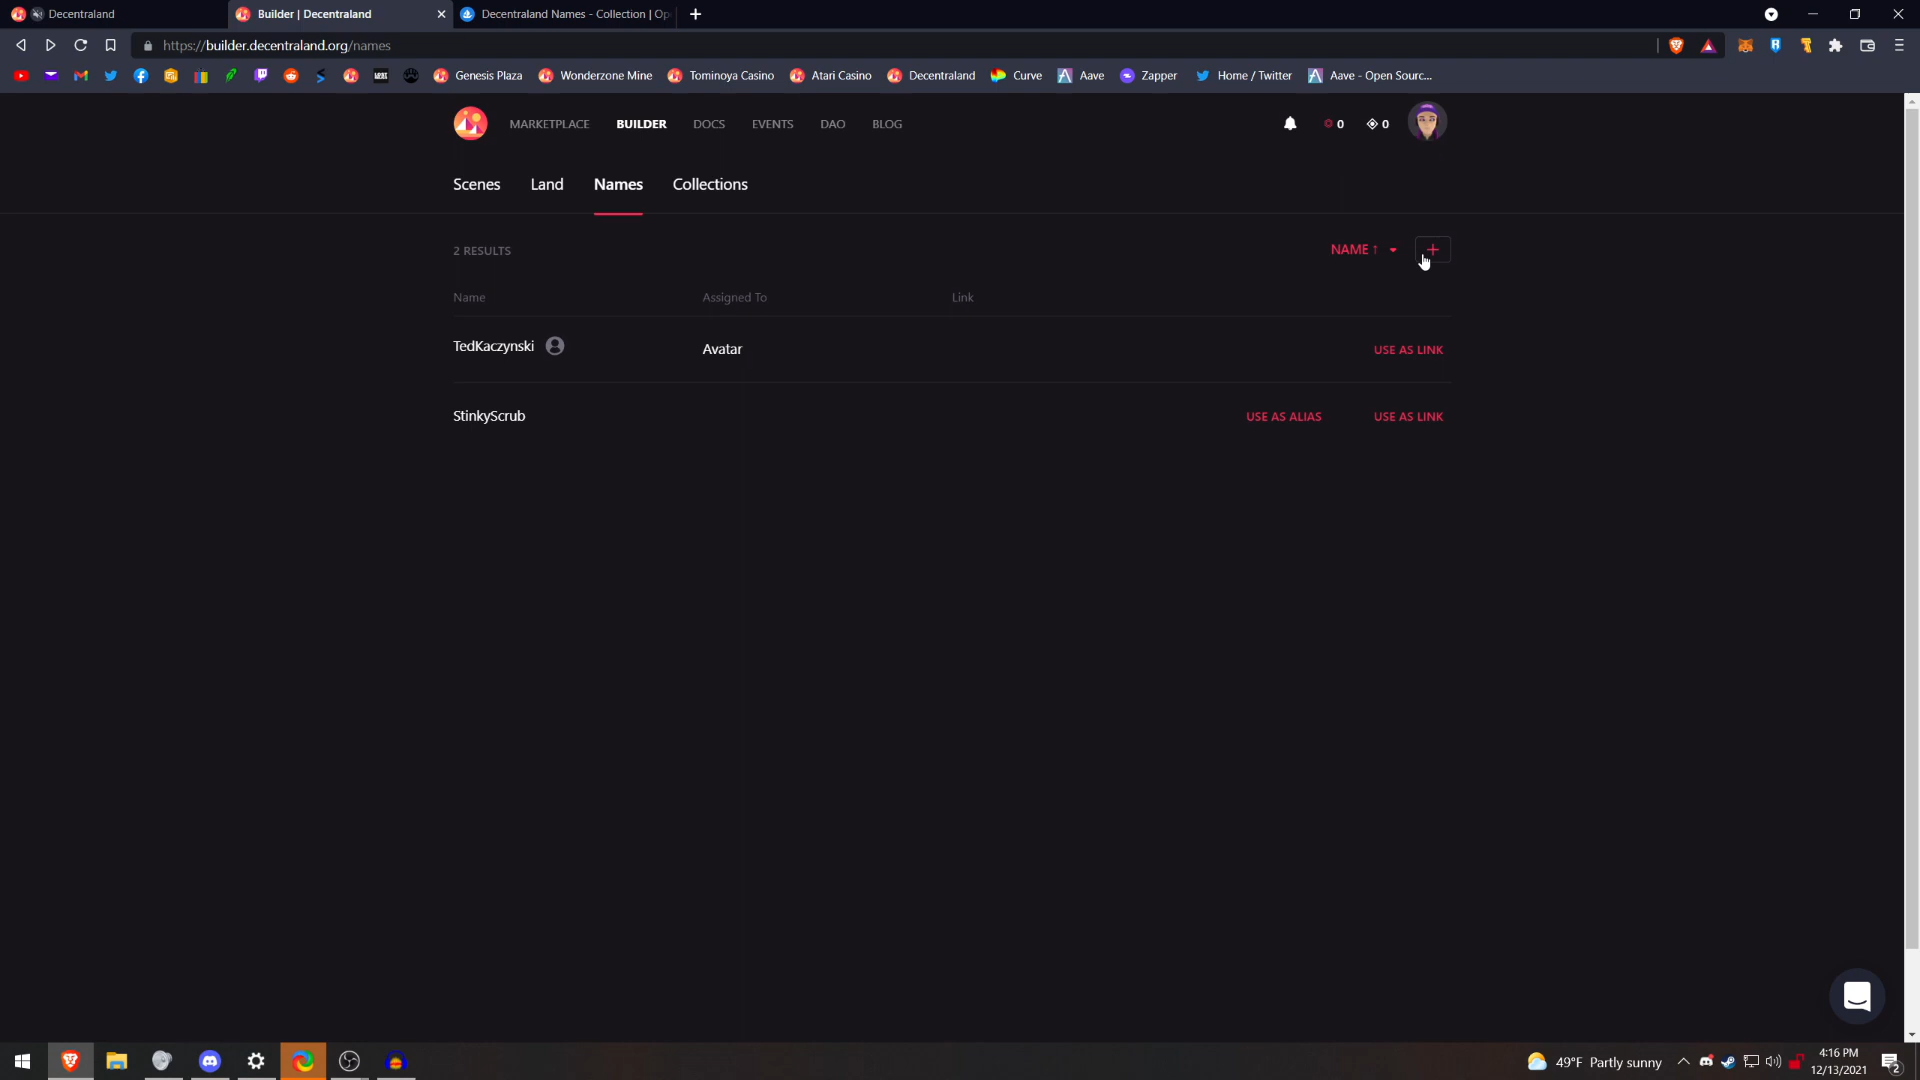 Decentraland
Builder | Decentraland
Decentraland Names - Collection | Op
https://builder.decentraland.org/names
Genesis Plaza
Wonderzone Mine
Tominoya Casino
Atari Casino
Decentraland
Curve
Aave
Zapper
Home / Twitter
Aave - Open Sourc...
MARKETPLACE
BUILDER
DOCS
EVENTS
DAO
BLOG
0
0
Scenes
Land
Names
Collections
2 RESULTS
NAME ↑
Name
Assigned To
Link
TedKaczynski
Avatar
USE AS LINK
StinkyScrub
USE AS ALIAS
USE AS LINK
49°F Partly sunny
4:16 PM
12/13/2021
2